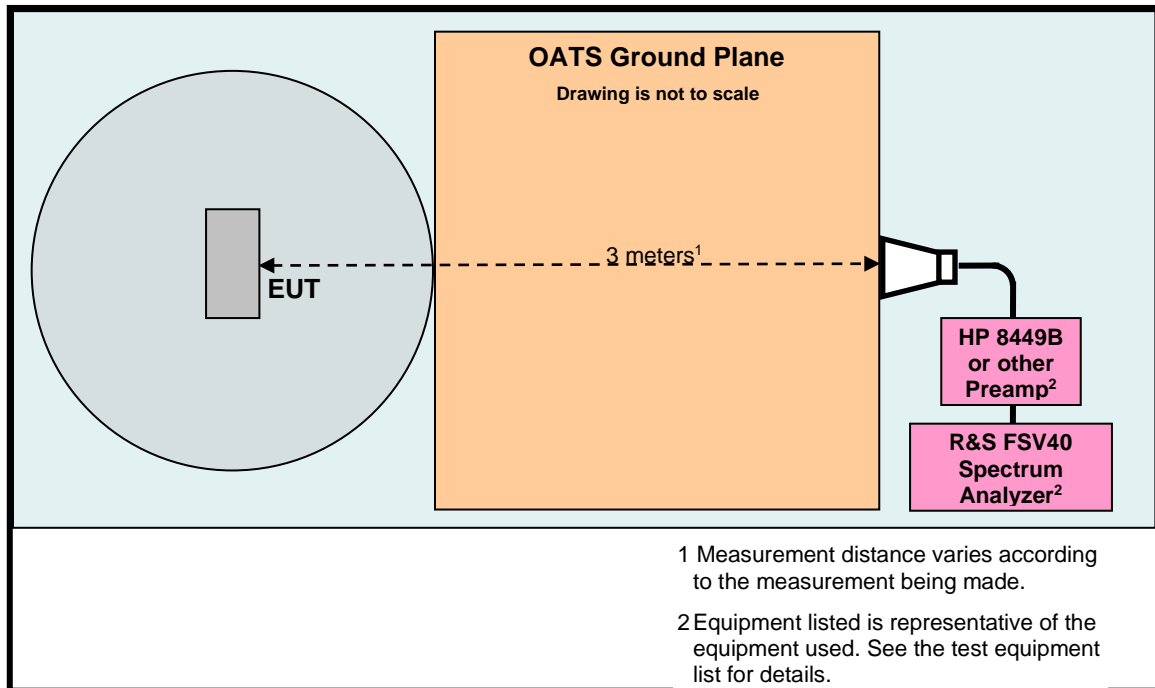 OATS Ground Plane
Drawing is not to scale
3 meters¹
EUT
HP 8449B
or other
Preamp²
R&S FSV40
Spectrum
Analyzer²
1 Measurement distance varies according
to the measurement being made.
2 Equipment listed is representative of the
equipment used. See the test equipment
list for details.